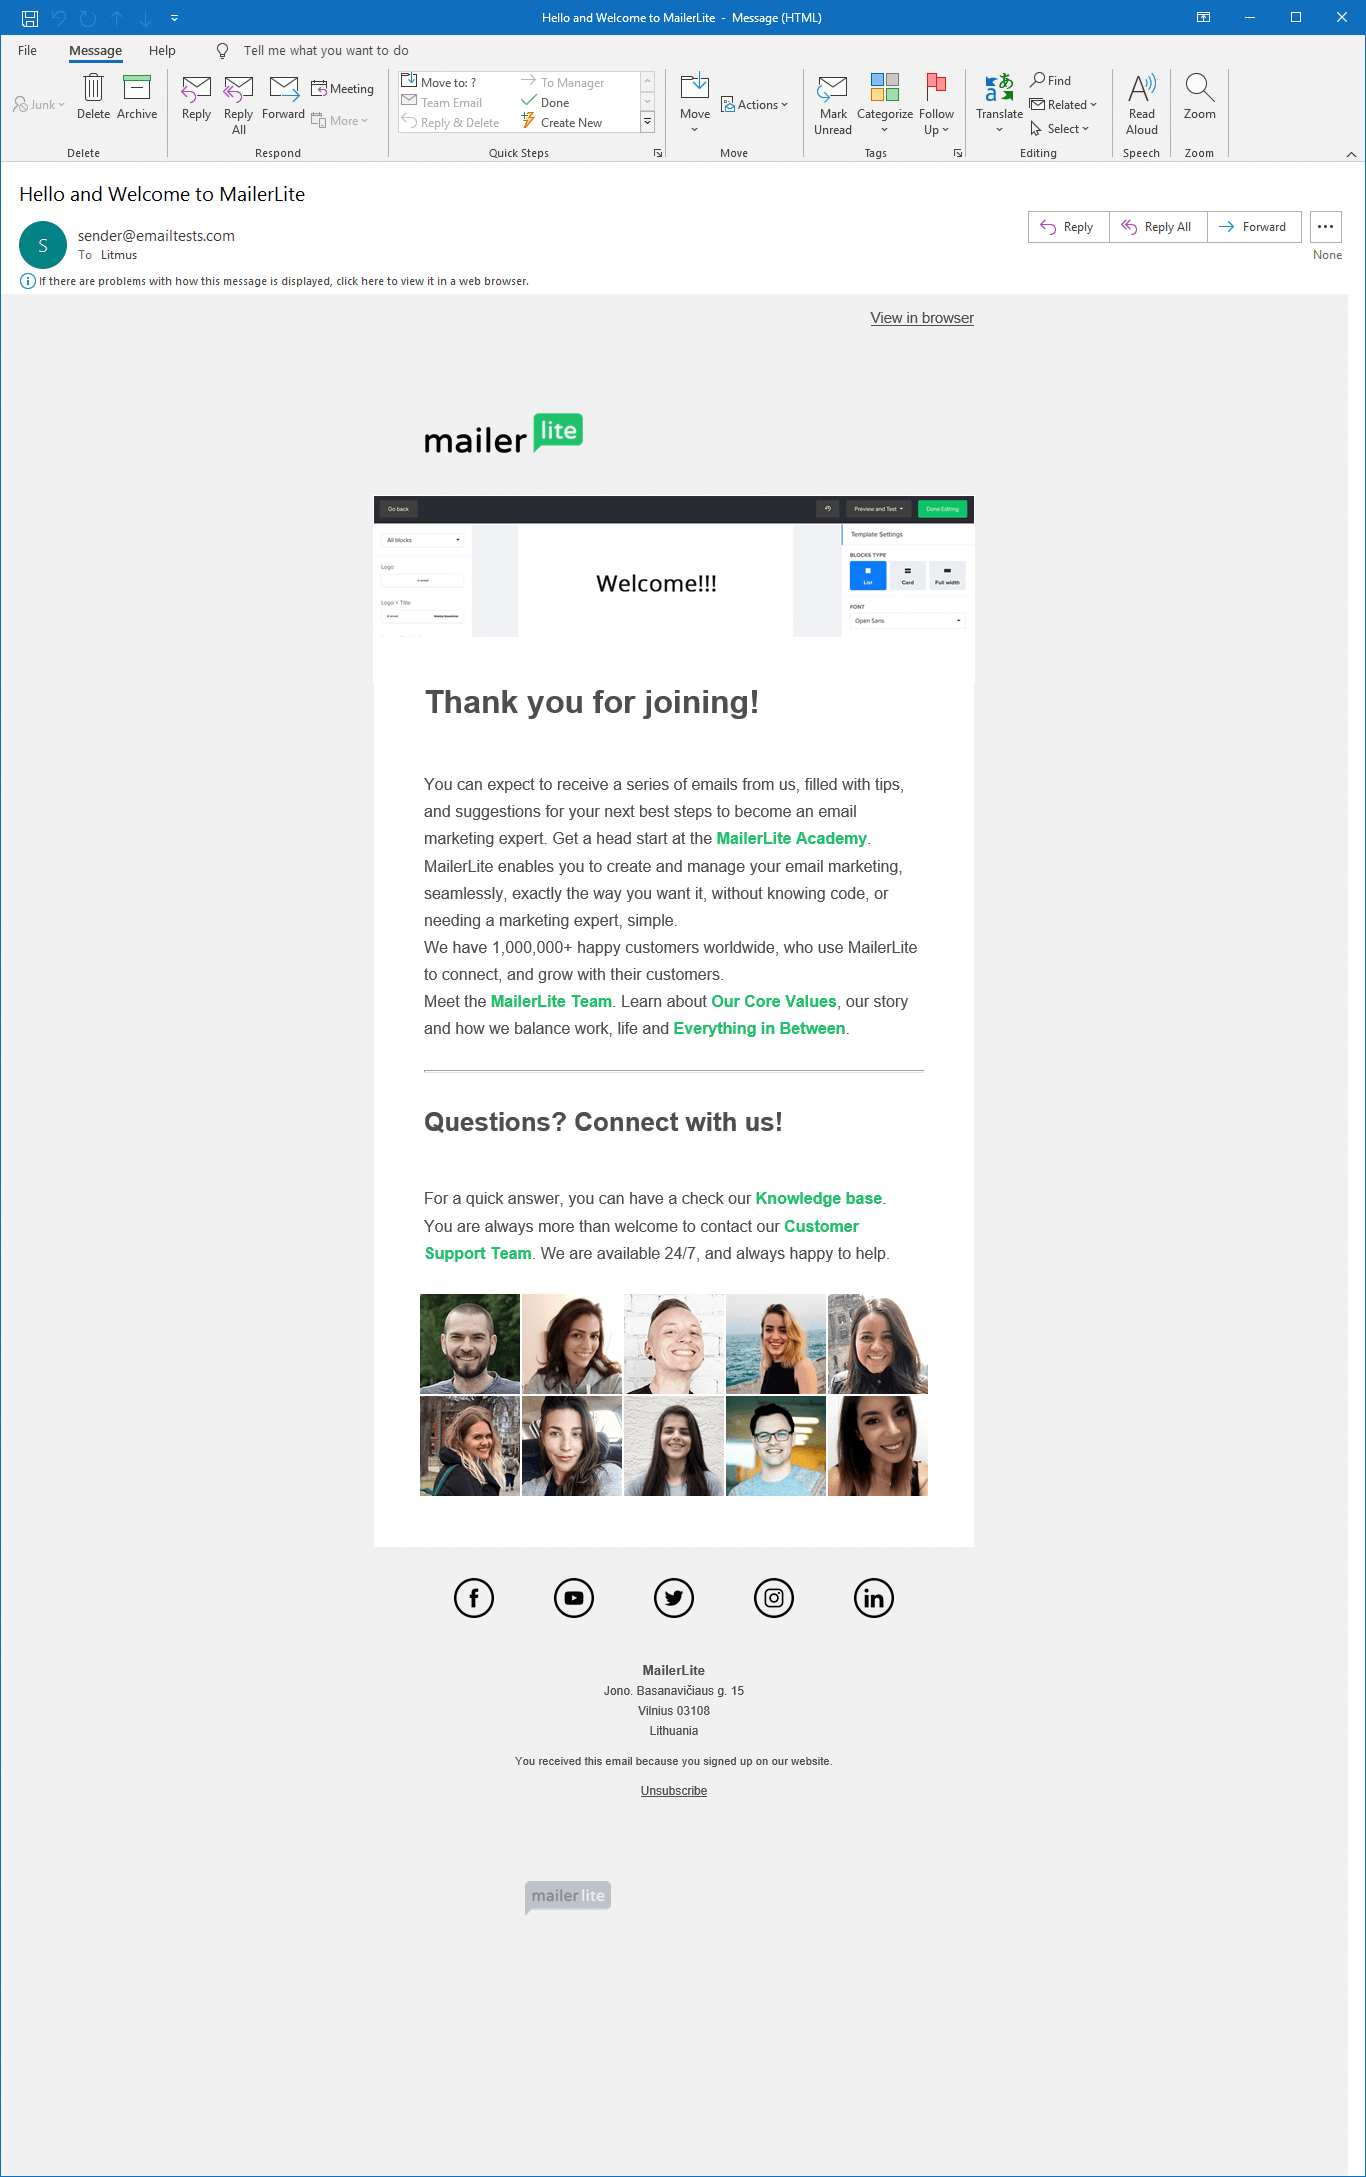 Hello and Welcome to MailerLite - Message (HTML)
File Message Help Tell me what you want to do
Junk
Delete
Archive
Delete
Reply
Reply All
Forward
Meeting
More
Respond
Move to: ?
Team Email
Reply & Delete
To Manager
Done
Create New
Quick Steps
Move
Actions
Move
Mark Unread
Categorize
Follow Up
Tags
Translate
Find
Related
Select
Editing
Read Aloud
Speech
Zoom
Zoom
Hello and Welcome to MailerLite
S
sender@emailtests.com
To Litmus
Reply Reply All Forward ...
None
If there are problems with how this message is displayed, click here to view it in a web browser.
View in browser
mailer lite
Go back Preview and Test Done Editing
All blocks
Logo
Logo + Title
Weekly Newsletter
Welcome!!!
Template Settings
BLOCKS TYPE
List Card Full width
FONT
Open Sans
Thank you for joining!
You can expect to receive a series of emails from us, filled with tips,
and suggestions for your next best steps to become an email
marketing expert. Get a head start at the MailerLite Academy.
MailerLite enables you to create and manage your email marketing,
seamlessly, exactly the way you want it, without knowing code, or
needing a marketing expert, simple.
We have 1,000,000+ happy customers worldwide, who use MailerLite
to connect, and grow with their customers.
Meet the MailerLite Team. Learn about Our Core Values, our story
and how we balance work, life and Everything in Between.
Questions? Connect with us!
For a quick answer, you can have a check our Knowledge base.
You are always more than welcome to contact our Customer
Support Team. We are available 24/7, and always happy to help.
MailerLite
Jono. Basanavičiaus g. 15
Vilnius 03108
Lithuania
You received this email because you signed up on our website.
Unsubscribe
mailer lite